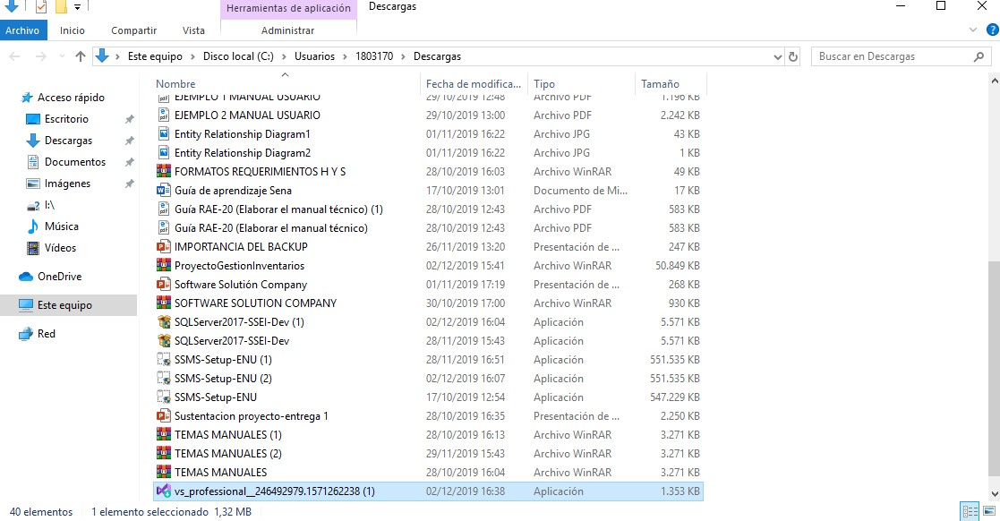 Herramientas de aplicación Descargas
Archivo Inicio Compartir Vista Administrar
Este equipo Disco local (C:) Usuarios 1803170 Descargas Buscar en Descargas
Acceso rápido
Escritorio
Descargas
Documentos
Imágenes
I:\
Música
Vídeos
OneDrive
Este equipo
Red
Nombre Fecha de modifica... Tipo Tamaño
EJEMPLO 1 MANUAL USUARIO 29/10/2019 12:48 Archivo PDF 1.196 KB
EJEMPLO 2 MANUAL USUARIO 29/10/2019 13:00 Archivo PDF 2.242 KB
Entity Relationship Diagram1 01/11/2019 16:22 Archivo JPG 43 KB
Entity Relationship Diagram2 01/11/2019 16:22 Archivo JPG 1 KB
FORMATOS REQUERIMIENTOS H Y S 28/10/2019 16:03 Archivo WinRAR 49 KB
Guía de aprendizaje Sena 17/10/2019 13:01 Documento de Mi... 17 KB
Guía RAE-20 (Elaborar el manual técnico) (1) 28/10/2019 12:43 Archivo PDF 583 KB
Guía RAE-20 (Elaborar el manual técnico) 28/10/2019 12:43 Archivo PDF 583 KB
IMPORTANCIA DEL BACKUP 26/11/2019 13:20 Presentación de ... 247 KB
ProyectoGestionInventarios 02/12/2019 15:41 Archivo WinRAR 50.849 KB
Software Solutión Company 01/11/2019 17:19 Presentación de ... 268 KB
SOFTWARE SOLUTION COMPANY 30/10/2019 17:00 Archivo WinRAR 930 KB
SQLServer2017-SSEI-Dev (1) 02/12/2019 16:04 Aplicación 5.571 KB
SQLServer2017-SSEI-Dev 28/11/2019 15:43 Aplicación 5.571 KB
SSMS-Setup-ENU (1) 28/11/2019 16:51 Aplicación 551.535 KB
SSMS-Setup-ENU (2) 02/12/2019 16:07 Aplicación 551.535 KB
SSMS-Setup-ENU 17/10/2019 12:54 Aplicación 547.229 KB
Sustentacion proyecto-entrega 1 28/10/2019 16:35 Presentación de ... 2.250 KB
TEMAS MANUALES (1) 28/10/2019 16:13 Archivo WinRAR 3.271 KB
TEMAS MANUALES (2) 29/11/2019 15:43 Archivo WinRAR 3.271 KB
TEMAS MANUALES 28/10/2019 16:04 Archivo WinRAR 3.271 KB
vs_professional__246492979.1571262238 (1) 02/12/2019 16:38 Aplicación 1.353 KB
40 elementos 1 elemento seleccionado 1,32 MB